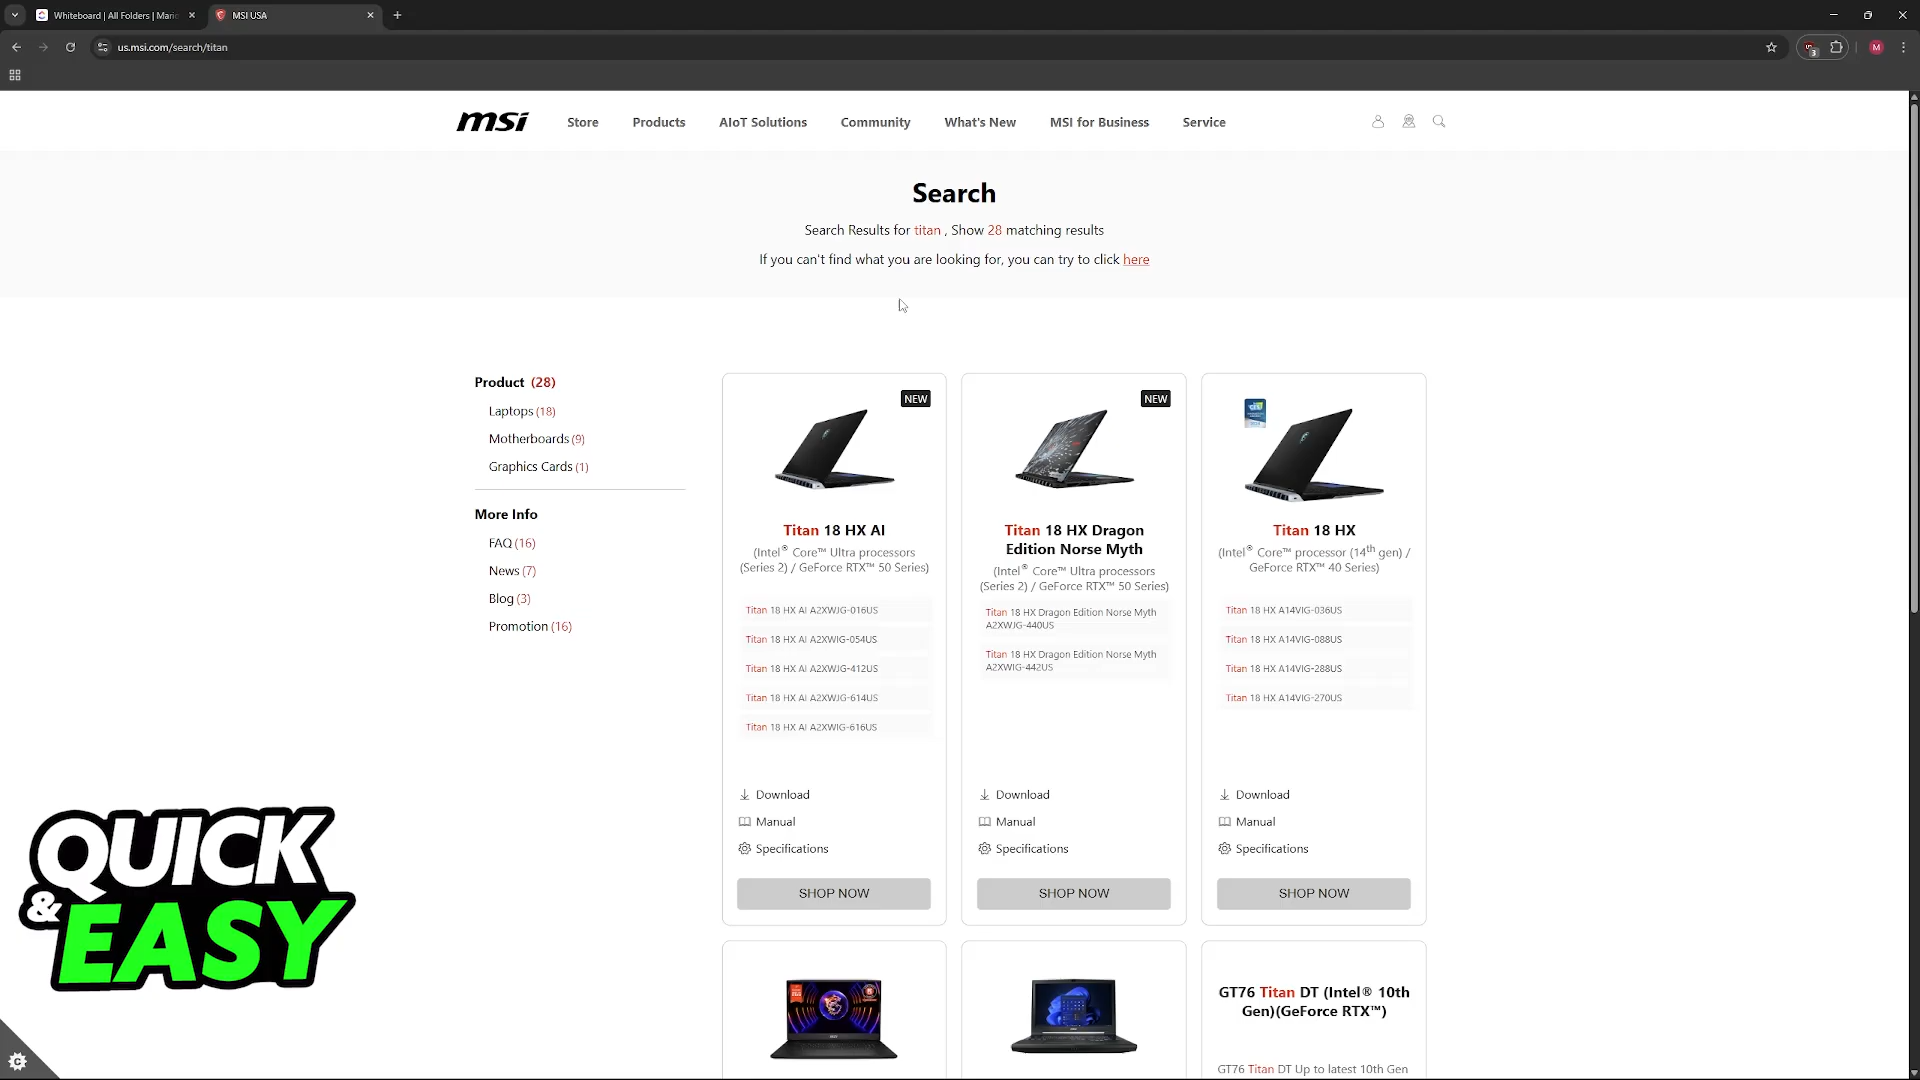 Whiteboard | All Folders | Mario
MSI USA
us.msi.com/search/titan
3
M
msi
Store
Products
AIoT Solutions
Community
What's New
MSI for Business
Service
Search
Search Results for titan , Show 28 matching results
If you can't find what you are looking for, you can try to click here
Product (28)
Laptops (18)
Motherboards (9)
Graphics Cards (1)
More Info
FAQ (16)
News (7)
Blog (3)
Promotion (16)
NEW
Titan 18 HX AI
(Intel® Core™ Ultra processors
(Series 2) / GeForce RTX™ 50 Series)
Titan 18 HX AI A2XWJG-016US
Titan 18 HX AI A2XWIG-054US
Titan 18 HX AI A2XWJG-412US
Titan 18 HX AI A2XWJG-614US
Titan 18 HX AI A2XWIG-616US
Download
Manual
Specifications
SHOP NOW
NEW
Titan 18 HX Dragon
Edition Norse Myth
(Intel® Core™ Ultra processors
(Series 2) / GeForce RTX™ 50 Series)
Titan 18 HX Dragon Edition Norse Myth
A2XWJG-440US
Titan 18 HX Dragon Edition Norse Myth
A2XWIG-442US
Download
Manual
Specifications
SHOP NOW
Titan 18 HX
(Intel® Core™ processor (14th gen) /
GeForce RTX™ 40 Series)
Titan 18 HX A14VIG-036US
Titan 18 HX A14VIG-088US
Titan 18 HX A14VIG-288US
Titan 18 HX A14VIG-270US
Download
Manual
Specifications
SHOP NOW
GT76 Titan DT (Intel® 10th
Gen)(GeForce RTX™)
GT76 Titan DT Up to latest 10th Gen
QUICK
& EASY